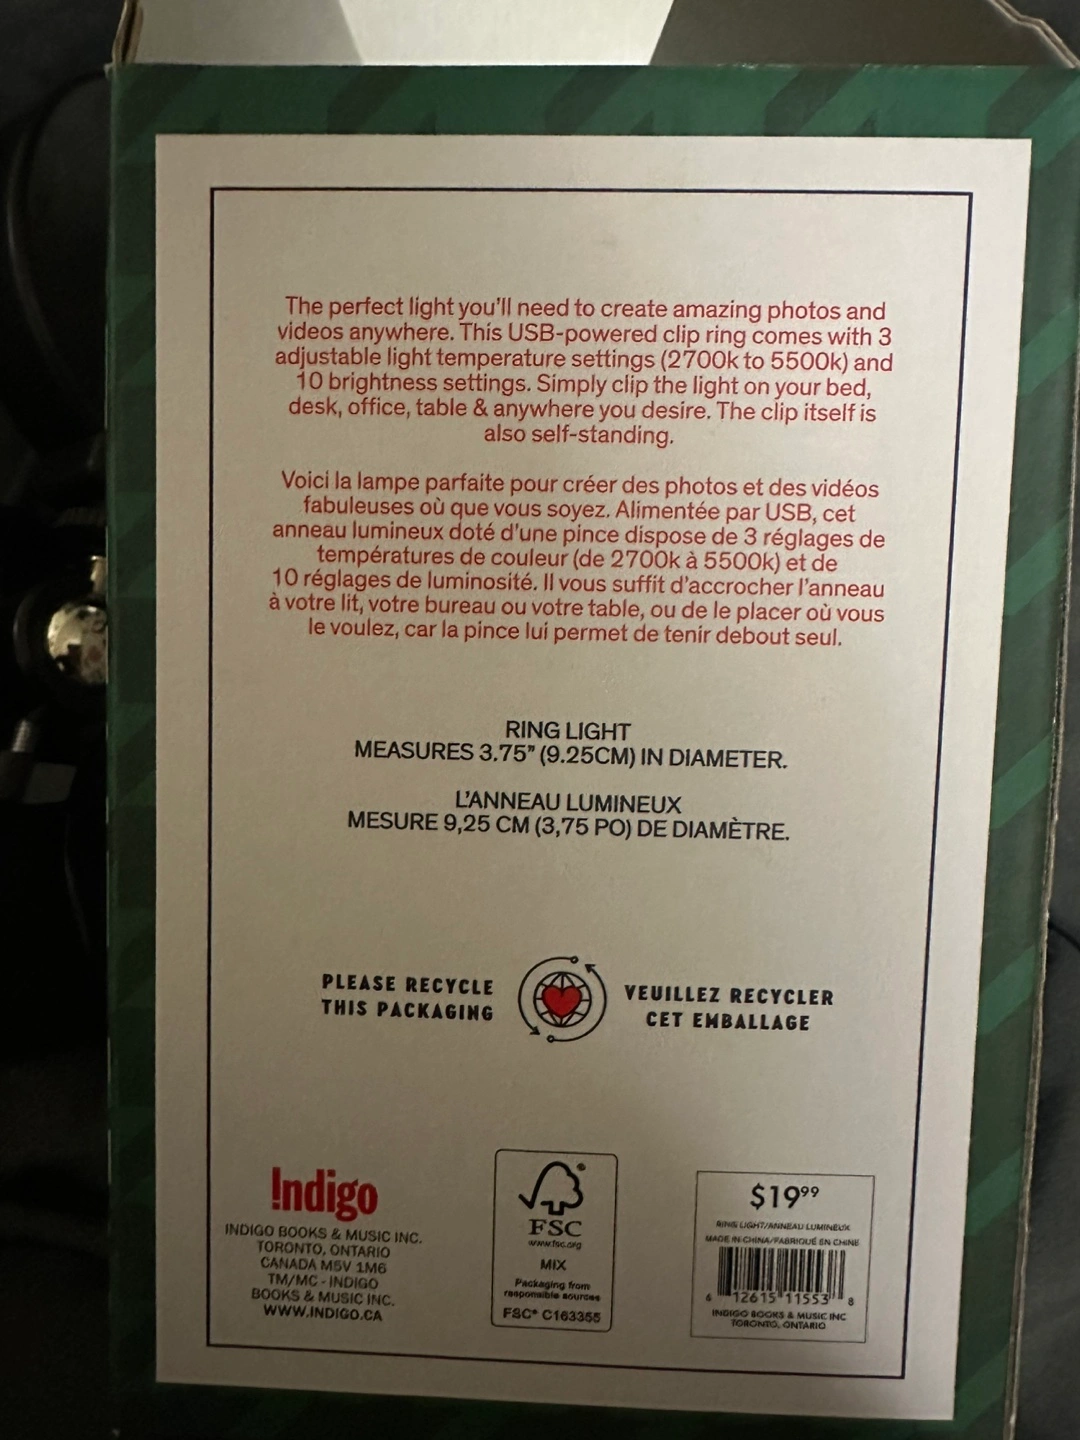 The perfect light you'll need to create amazing photos and
videos anywhere. This USB-powered clip ring comes with 3
adjustable light temperature settings (2700k to 5500k) and
10 brightness settings. Simply clip the light on your bed,
desk, office, table & anywhere you desire. The clip itself is
also self-standing.
Voici la lampe parfaite pour créer des photos et des vidéos
fabuleuses où que vous soyez. Alimentée par USB, cet
anneau lumineux doté d'une pince dispose de 3 réglages de
températures de couleur (de 2700k à 5500k) et de
10 réglages de luminosité. Il vous suffit d'accrocher l'anneau
à votre lit, votre bureau ou votre table, ou de le placer où vous
le voulez, car la pince lui permet de tenir debout seul.
RING LIGHT
MEASURES 3.75" (9.25CM) IN DIAMETER.
L'ANNEAU LUMINEUX
MESURE 9,25 CM (3,75 PO) DE DIAMÈTRE.
PLEASE RECYCLE
THIS PACKAGING
VEUILLEZ RECYCLER
CET EMBALLAGE
!ndigo
INDIGO BOOKS & MUSIC INC.
TORONTO, ONTARIO
CANADA M5V 1M6
TM/MC - INDIGO
BOOKS & MUSIC INC.
WWW.INDIGO.CA
®
FSC
www.fsc.org
MIX
Packaging from
responsible sources
FSC® C163355
$19⁹⁹
RING LIGHT/ANNEAU LUMINEUX
MADE IN CHINA/FABRIQUÉ EN CHINE
6 12615 11553 8
INDIGO BOOKS & MUSIC INC
TORONTO, ONTARIO